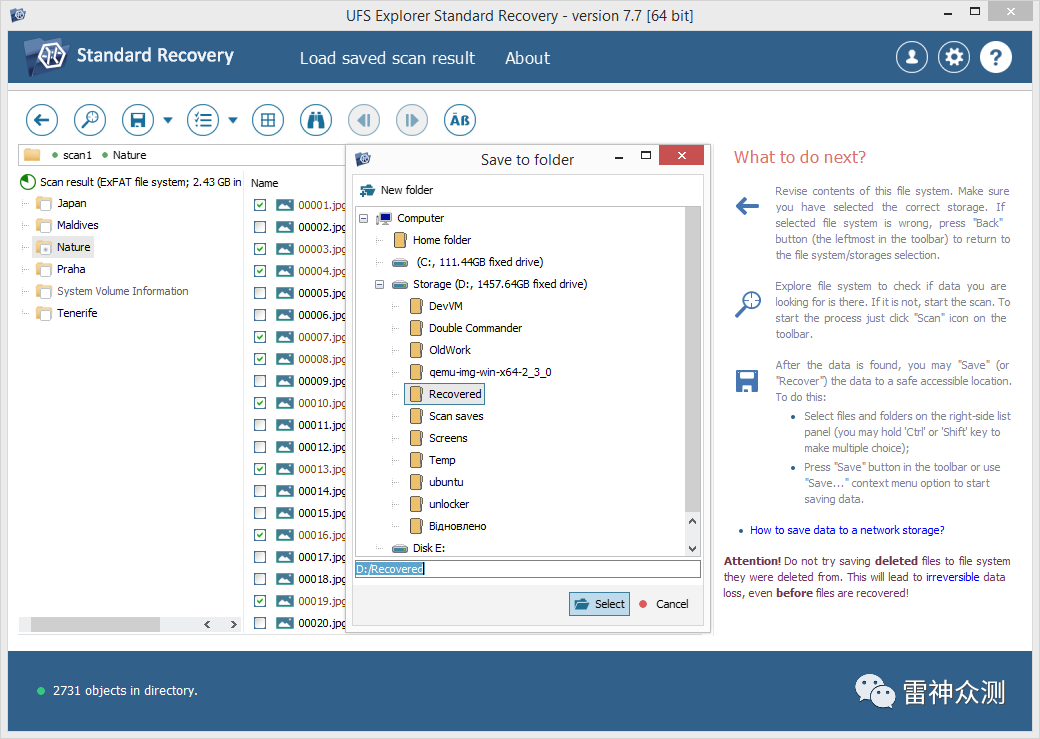 UFS Explorer Standard Recovery - version 7.7 [64 bit]
Standard Recovery
Load saved scan result
About
?
Äß
scan1
Nature
Scan result (ExFAT file system; 2.43 GB in
Japan
Maldives
Nature
Praha
System Volume Information
Tenerife
Name
00001.jpg
00002.jpg
00003.jpg
00004.jpg
00005.jpg
00006.jpg
00007.jpg
00008.jpg
00009.jpg
00010.jpg
00011.jpg
00012.jpg
00013.jpg
00014.jpg
00015.jpg
00016.jpg
00017.jpg
00018.jpg
00019.jpg
00020.jpg
Save to folder
New folder
Computer
Home folder
(C:, 111.44GB fixed drive)
Storage (D:, 1457.64GB fixed drive)
DevVM
Double Commander
OldWork
qemu-img-win-x64-2_3_0
Recovered
Scan saves
Screens
Temp
ubuntu
unlocker
Відновлено
Disk E:
D:/Recovered
Select
Cancel
What to do next?
Revise contents of this file system. Make sure
you have selected the correct storage. If
selected file system is wrong, press "Back"
button (the leftmost in the toolbar) to return to
the file system/storages selection.
Explore file system to check if data you are
looking for is there. If it is not, start the scan. To
start the process just click "Scan" icon on the
toolbar.
After the data is found, you may "Save" (or
"Recover") the data to a safe accessible location.
To do this:
• Select files and folders on the right-side list
panel (you may hold 'Ctrl' or 'Shift' key to
make multiple choice);
• Press "Save" button in the toolbar or use
"Save..." context menu option to start
saving data.
• How to save data to a network storage?
Attention! Do not try saving deleted files to file system
they were deleted from. This will lead to irreversible data
loss, even before files are recovered!
2731 objects in directory.
雷神众测